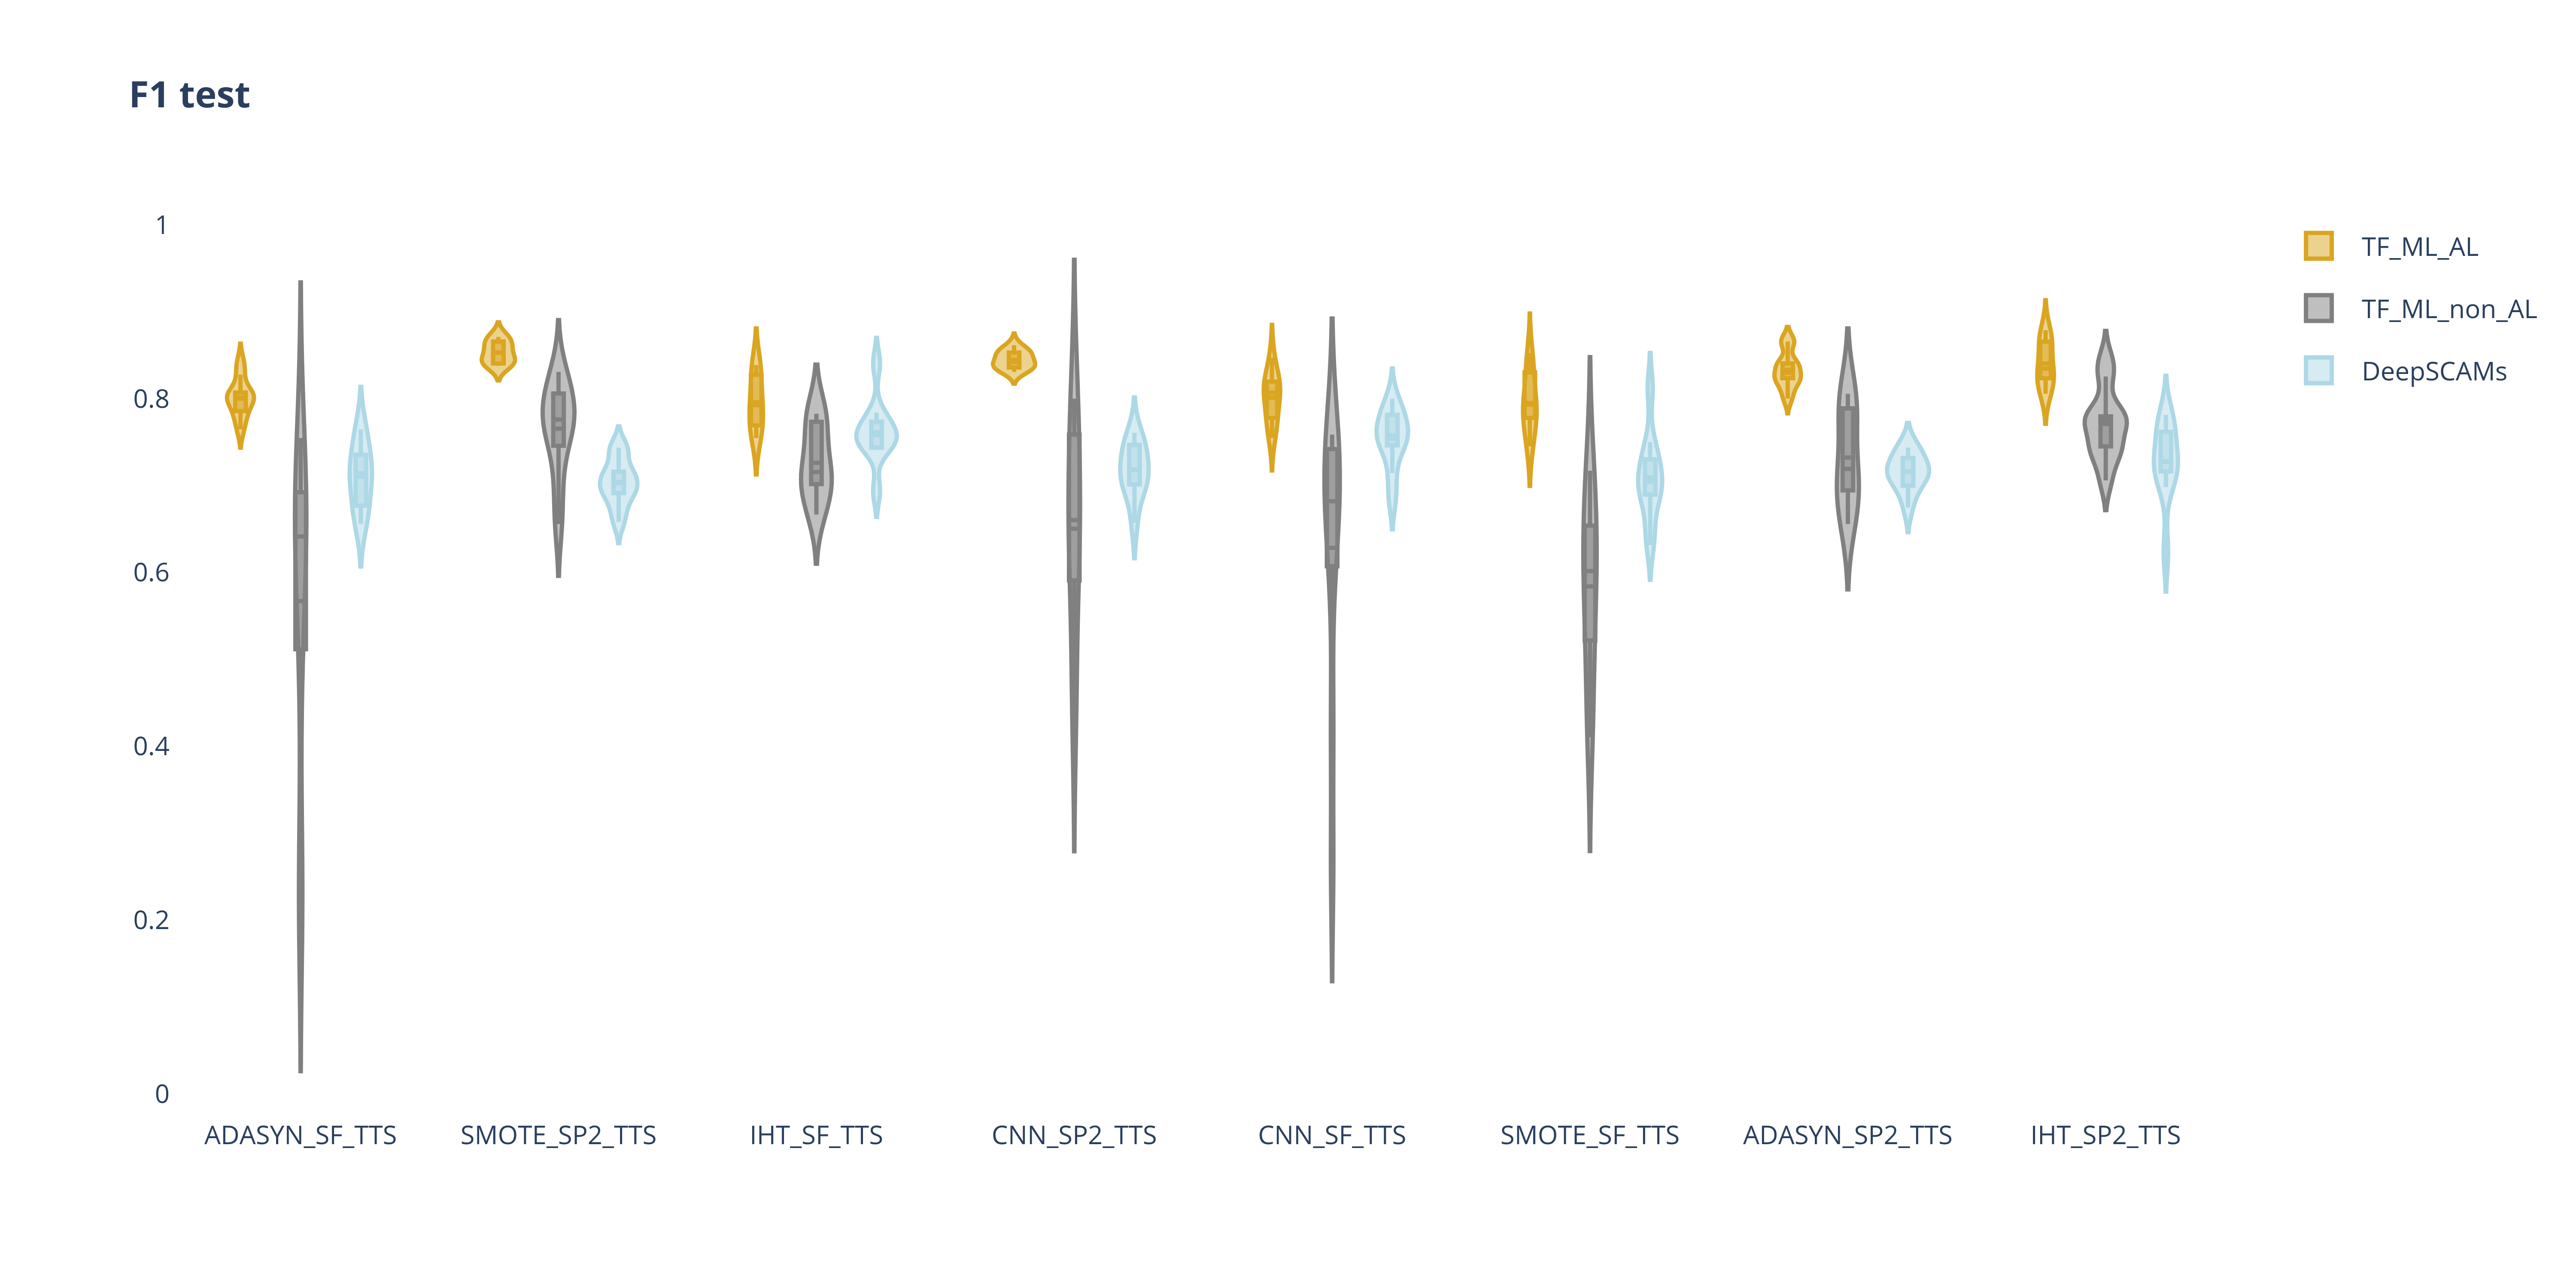 F1 test
1
0.8
0.6
0.4
0.2
0
ADASYN_SF_TTS
SMOTE_SP2_TTS
IHT_SF_TTS
CNN_SP2_TTS
CNN_SF_TTS
SMOTE_SF_TTS
ADASYN_SP2_TTS
IHT_SP2_TTS
TF_ML_AL
TF_ML_non_AL
DeepSCAMs